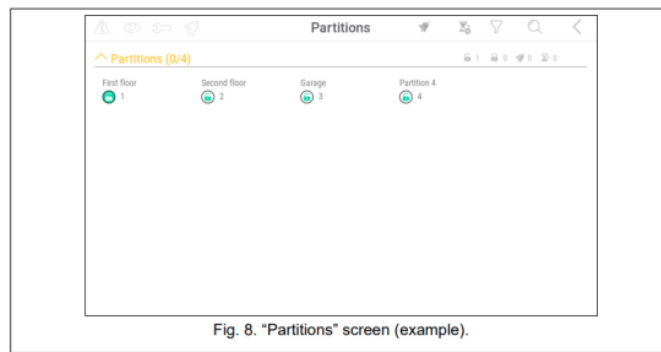 Partitions
Partitions (0/4)
1 0 0 0
First floor Second floor Garage Partition 4
1 2 3 4
Fig. 8. “Partitions” screen (example).